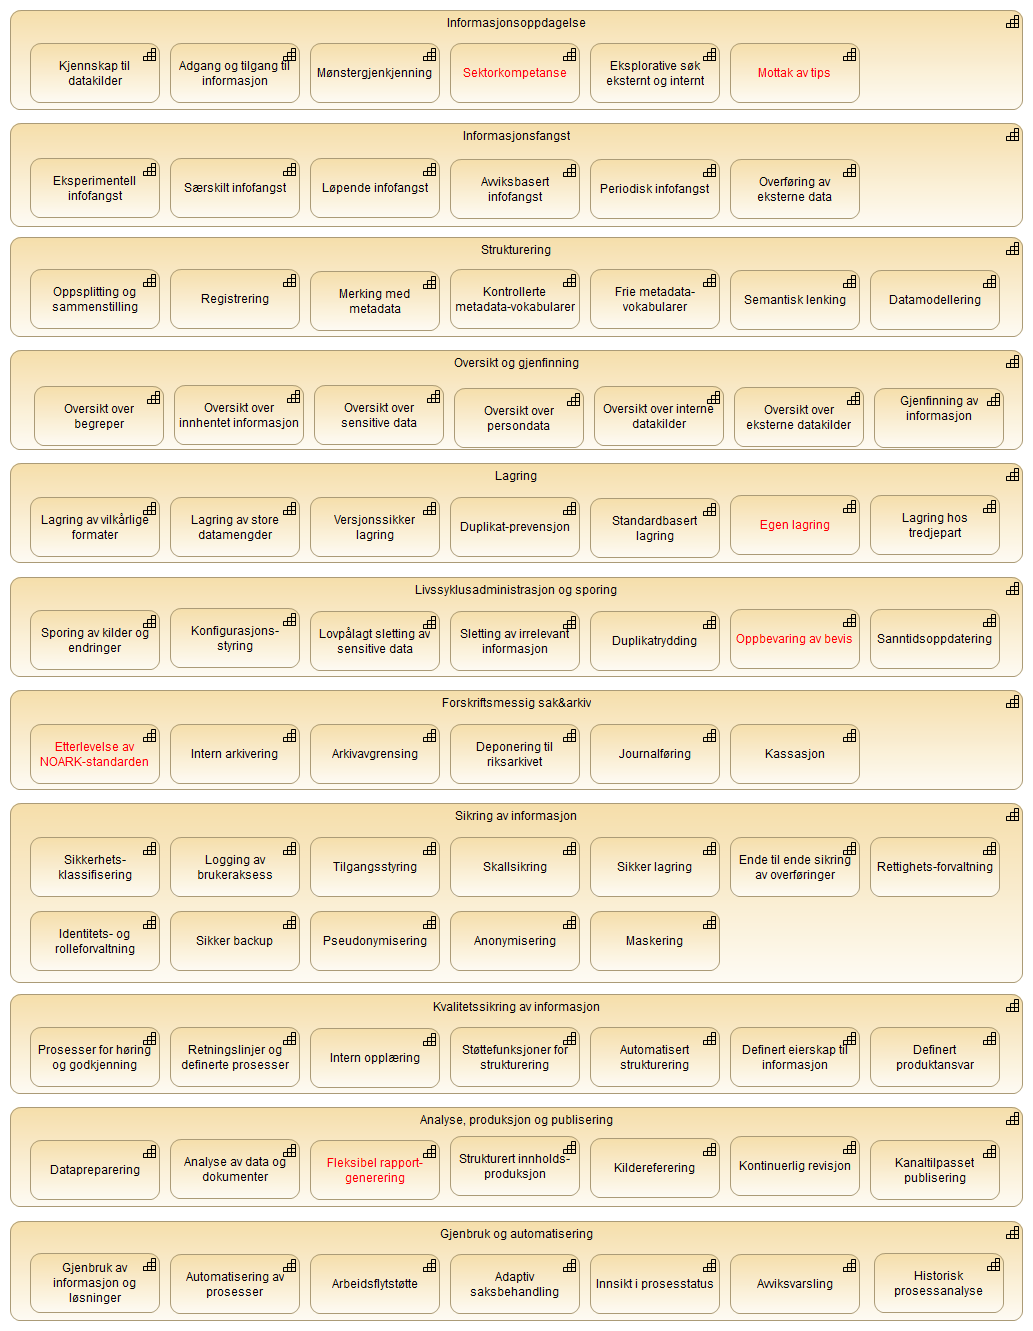 Informasjonsoppdagelse
Kjennskap til
datakilder
Adgang og tilgang til
informasjon
Mønstergjenkjenning
Sektorkompetanse
Eksplorative søk
eksternt og internt
Mottak av tips
Informasjonsfangst
Eksperimentell
infofangst
Særskilt infofangst
Løpende infofangst
Avviksbasert
infofangst
Periodisk infofangst
Overføring av
eksterne data
Strukturering
Oppsplitting og
sammenstilling
Registrering
Merking med
metadata
Kontrollerte
metadata-vokabularer
Frie metadata-
vokabularer
Semantisk lenking
Datamodellering
Oversikt og gjenfinning
Oversikt over
begreper
Oversikt over
innhentet informasjon
Oversikt over
sensitive data
Oversikt over
persondata
Oversikt over interne
datakilder
Oversikt over
eksterne datakilder
Gjenfinning av
informasjon
Lagring
Lagring av vilkårlige
formater
Lagring av store
datamengder
Versjonssikker
lagring
Duplikat-prevensjon
Standardbasert
lagring
Egen lagring
Lagring hos
tredjepart
Livssyklusadministrasjon og sporing
Sporing av kilder og
endringer
Konfigurasjons-
styring
Lovpålagt sletting av
sensitive data
Sletting av irrelevant
informasjon
Duplikatrydding
Oppbevaring av bevis
Sanntidsoppdatering
Forskriftsmessig sak&arkiv
Etterlevelse av
NOARK-standarden
Intern arkivering
Arkivavgrensing
Deponering til
riksarkivet
Journalføring
Kassasjon
Sikring av informasjon
Sikkerhets-
klassifisering
Logging av
brukeraksess
Tilgangsstyring
Skallsikring
Sikker lagring
Ende til ende sikring
av overføringer
Rettighets-forvaltning
Identitets- og
rolleforvaltning
Sikker backup
Pseudonymisering
Anonymisering
Maskering
Kvalitetssikring av informasjon
Prosesser for høring
og godkjenning
Retningslinjer og
definerte prosesser
Intern opplæring
Støttefunksjoner for
strukturering
Automatisert
strukturering
Definert eierskap til
informasjon
Definert
produktansvar
Analyse, produksjon og publisering
Datapreparering
Analyse av data og
dokumenter
Fleksibel rapport-
generering
Strukturert innholds-
produksjon
Kildereferering
Kontinuerlig revisjon
Kanaltilpasset
publisering
Gjenbruk og automatisering
Gjenbruk av
informasjon og
løsninger
Automatisering av
prosesser
Arbeidsflytstøtte
Adaptiv
saksbehandling
Innsikt i prosesstatus
Avviksvarsling
Historisk
prosessanalyse